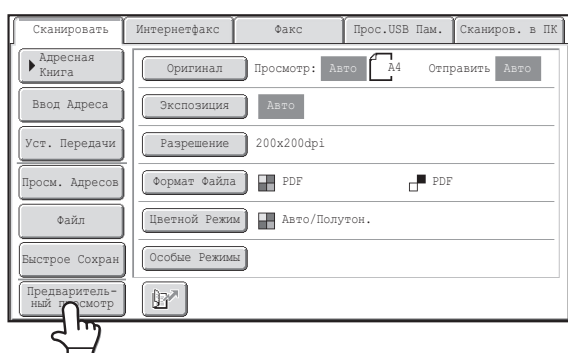 Сканировать Интернетфакс Факс Прос.USB Пам. Сканиров. в ПК
Адресная
Книга
Оригинал Просмотр: Авто A4 Отправить Авто
Ввод Адреса Экспозиция Авто
Уст. Передачи Разрешение 200x200dpi
Просм. Адресов Формат Файла PDF PDF
Файл Цветной Режим Авто/Полутон.
Быстрое Сохран Особые Режимы
Предваритель-
ный просмотр